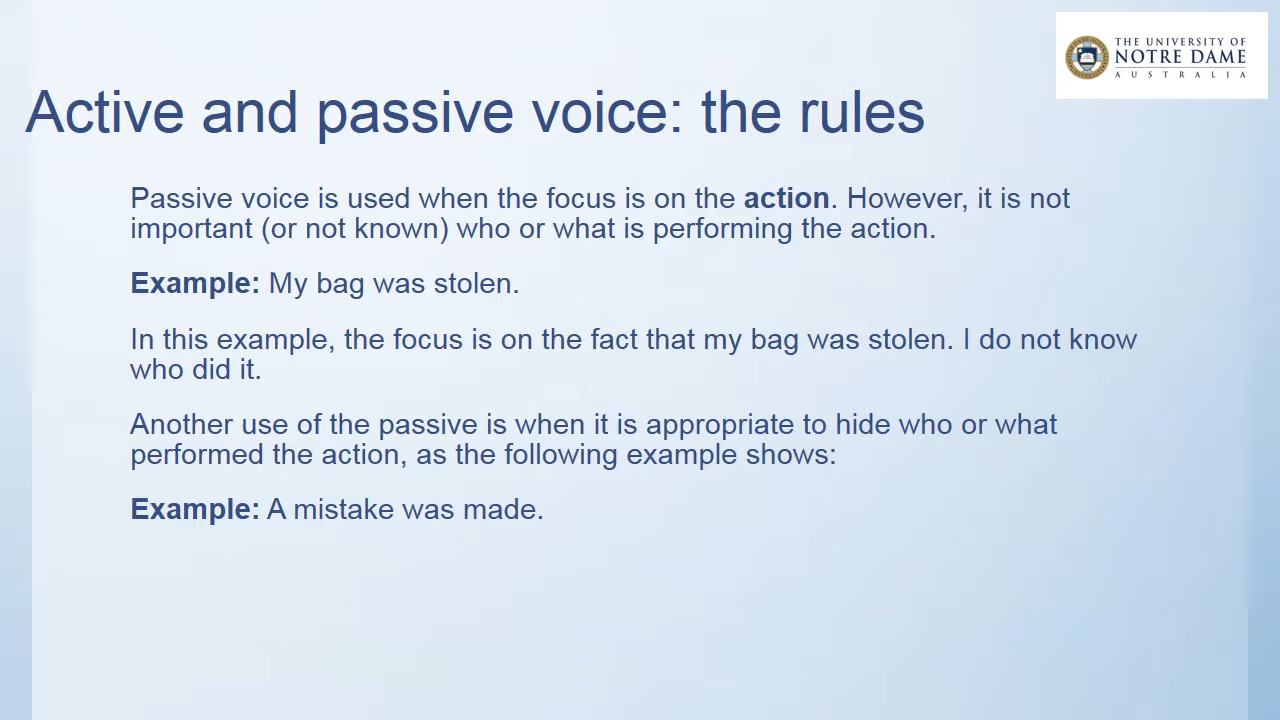 THE UNIVERSITY OF
NOTRE DAME
AUSTRALIA
Active and passive voice: the rules
Passive voice is used when the focus is on the action. However, it is not
important (or not known) who or what is performing the action.
Example: My bag was stolen.
In this example, the focus is on the fact that my bag was stolen. I do not know
who did it.
Another use of the passive is when it is appropriate to hide who or what
performed the action, as the following example shows:
Example: A mistake was made.